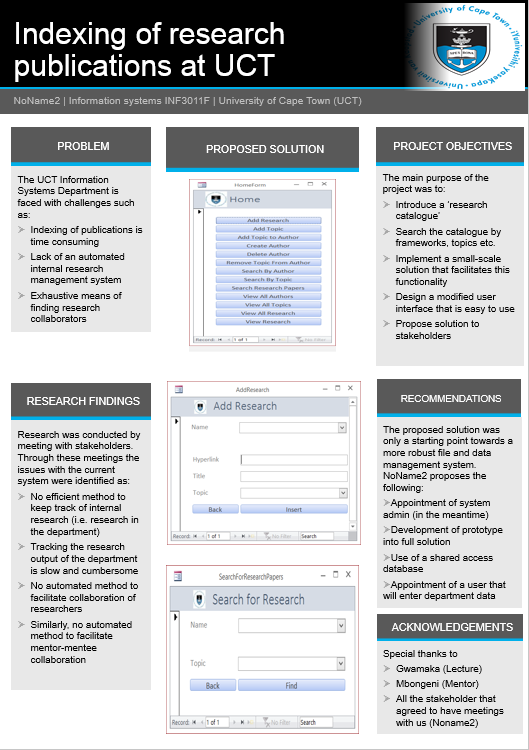 Indexing of research
publications at UCT
University of Cape Town
NoName2 | Information systems INF3011F | University of Cape Town (UCT)
PROBLEM
The UCT Information
Systems Department is
faced with challenges such
as:
Indexing of publications is
time consuming
Lack of an automated
internal research
management system
Exhaustive means of
finding research
collaborators
RESEARCH FINDINGS
Research was conducted by
meeting with stakeholders.
Through these meetings the
issues with the current
system were identified as:
No efficient method to
keep track of internal
research (i.e. research in
the department)
Tracking the research
output of the department
is slow and cumbersome
No automated method to
facilitate collaboration of
researchers
Similarly, no automated
method to facilitate
mentor-mentee
collaboration
PROPOSED SOLUTION
HomeForm
Home
Add Research
Add Topic
Add Topic to Author
Create Author
Delete Author
Remove Topic From Author
Search By Author
Search By Topic
Search Research Papers
View All Authors
View All Topics
View All Research
View Research
Record: 1 of 1 No Filter
AddResearch
Add Research
Name
Hyperlink
Title
Topic
Back Insert
Record: 1 of 1 No Filter Search
SearchForResearchPapers
Search for Research
Name
Topic
Back Find
Record: 1 of 1 No Filter Search
PROJECT OBJECTIVES
The main purpose of the
project was to:
Introduce a ‘research
catalogue’
Search the catalogue by
frameworks, topics etc.
Implement a small-scale
solution that facilitates this
functionality
Design a modified user
interface that is easy to use
Propose solution to
stakeholders
RECOMMENDATIONS
The proposed solution was
only a starting point towards a
more robust file and data
management system.
NoName2 proposes the
following:
Appointment of system
admin (in the meantime)
Development of prototype
into full solution
Use of a shared access
database
Appointment of a user that
will enter department data
ACKNOWLEDGEMENTS
Special thanks to
Gwamaka (Lecture)
Mbongeni (Mentor)
All the stakeholder that
agreed to have meetings
with us (Noname2)